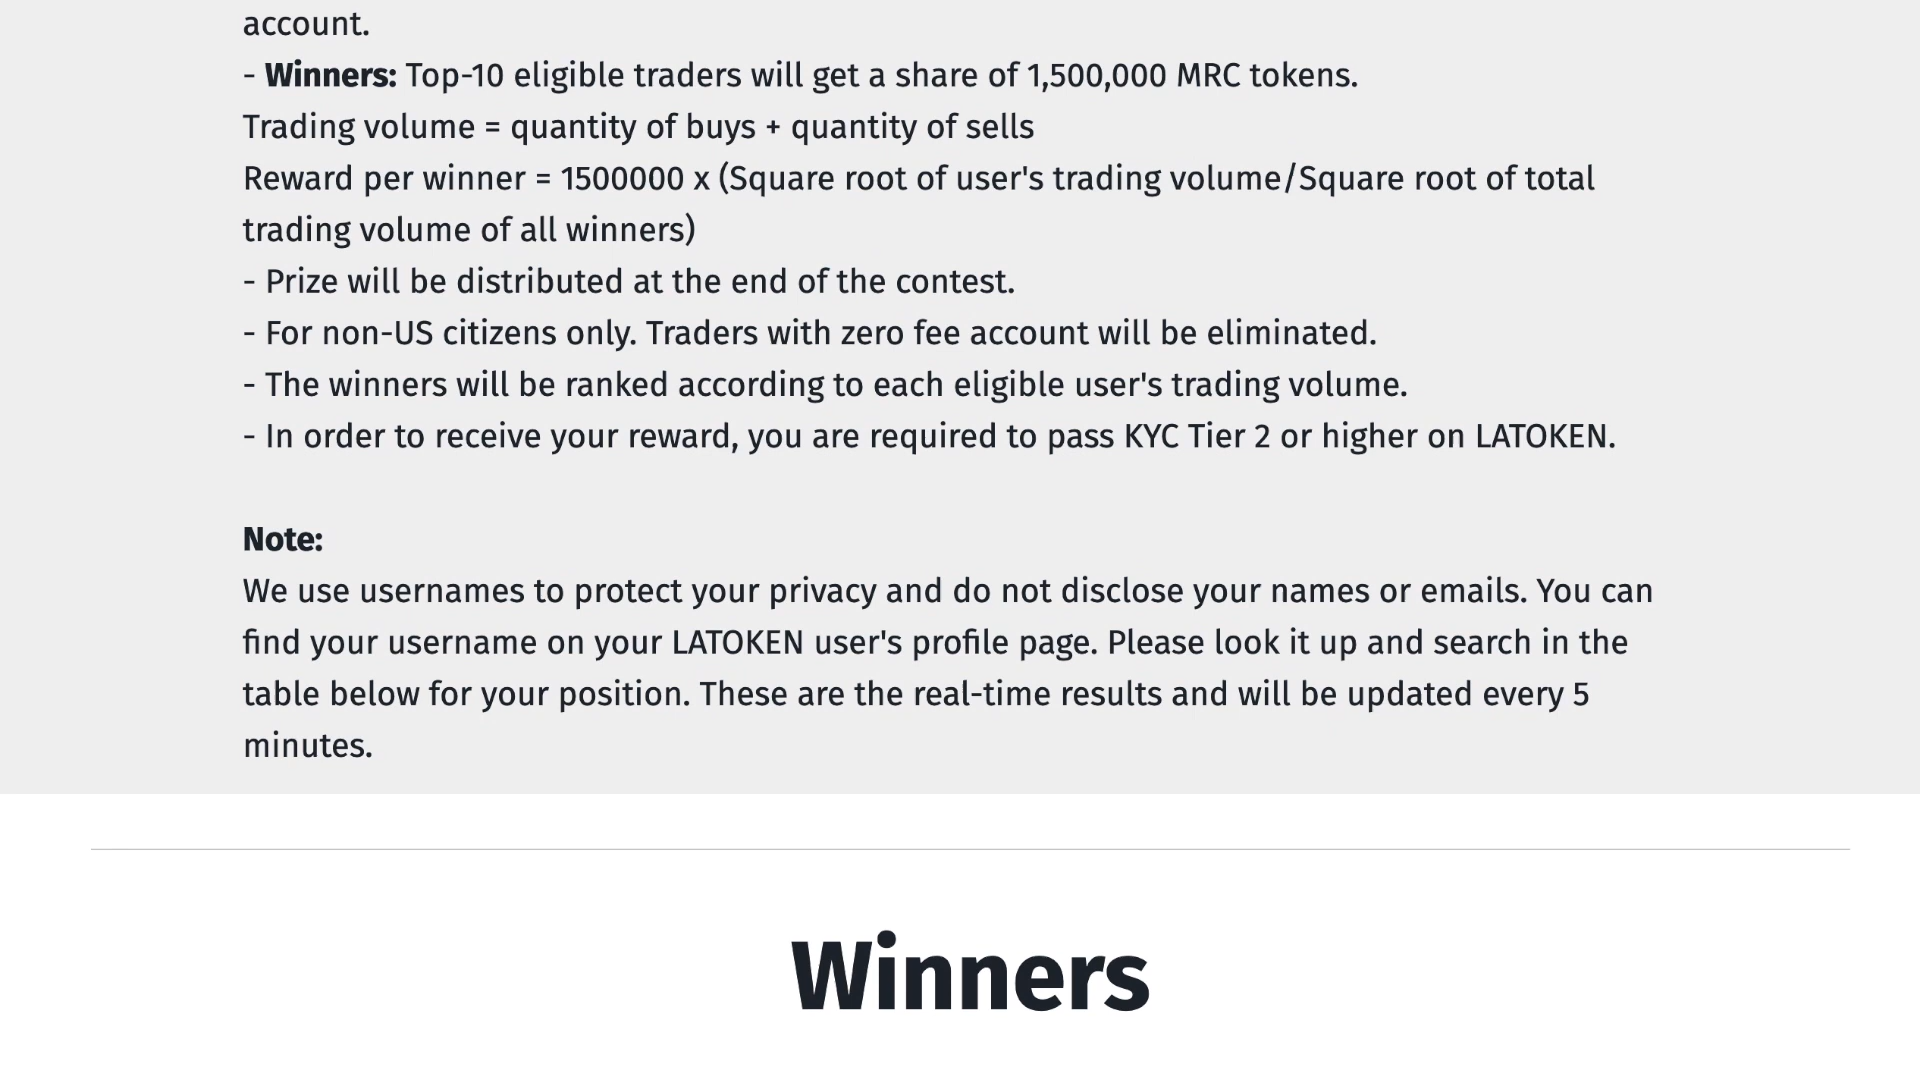 account.
- Winners: Top-10 eligible traders will get a share of 1,500,000 MRC tokens.
Trading volume = quantity of buys + quantity of sells
Reward per winner = 1500000 x (Square root of user's trading volume/Square root of total
trading volume of all winners)
- Prize will be distributed at the end of the contest.
- For non-US citizens only. Traders with zero fee account will be eliminated.
- The winners will be ranked according to each eligible user's trading volume.
- In order to receive your reward, you are required to pass KYC Tier 2 or higher on LATOKEN.
Note:
We use usernames to protect your privacy and do not disclose your names or emails. You can
find your username on your LATOKEN user's profile page. Please look it up and search in the
table below for your position. These are the real-time results and will be updated every 5
minutes.
Winners